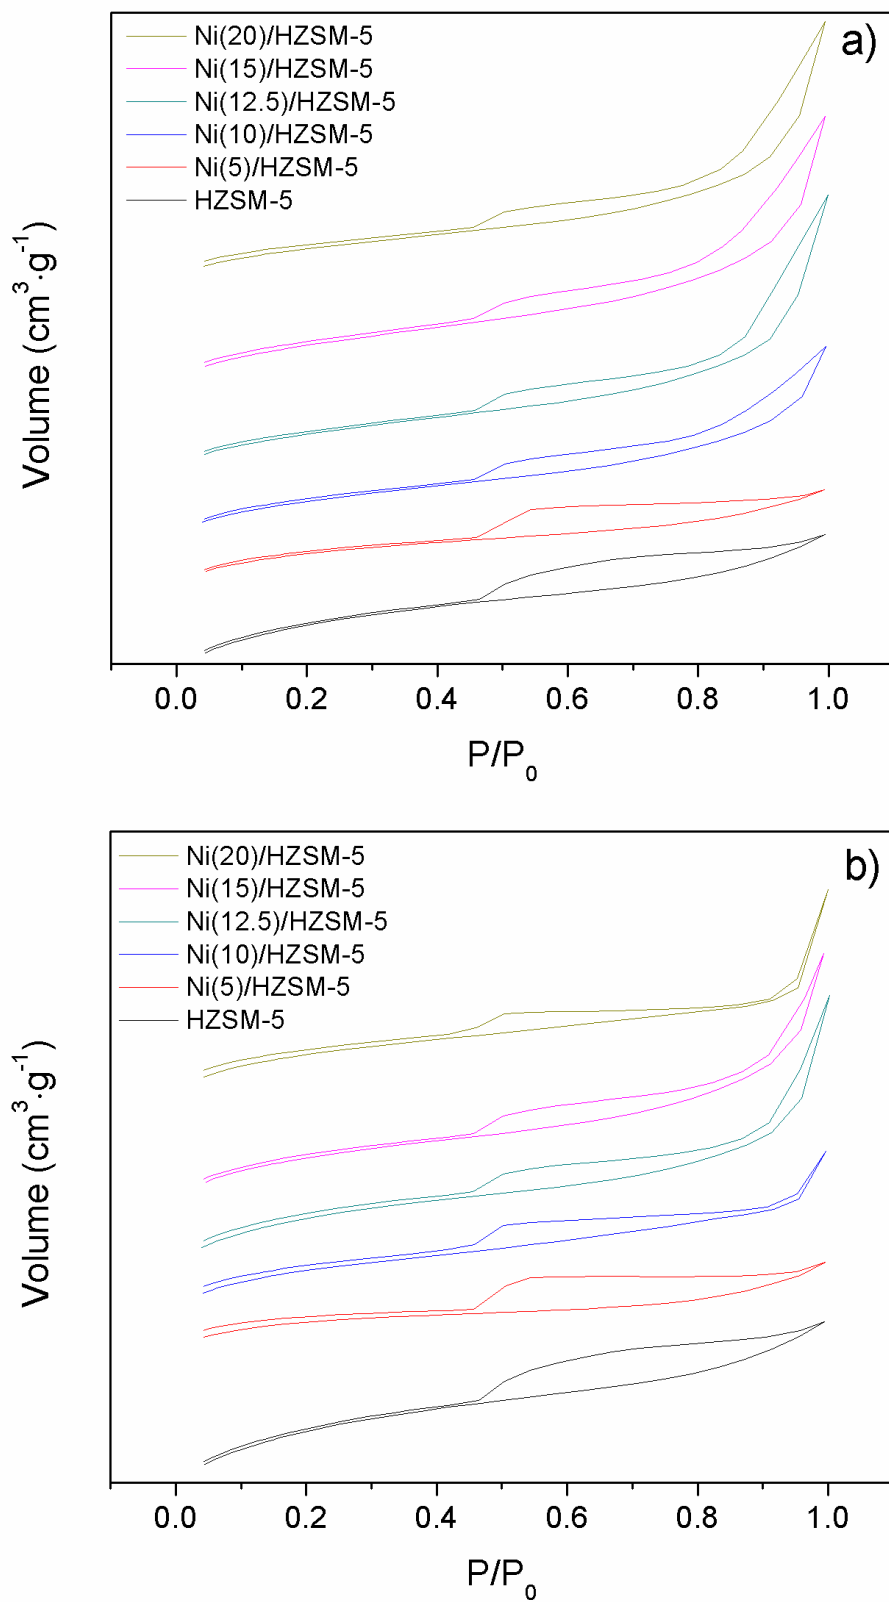 a)
Ni(20)/HZSM-5
Ni(15)/HZSM-5
Ni(12.5)/HZSM-5
Ni(10)/HZSM-5
Ni(5)/HZSM-5
HZSM-5
Volume (cm³·g⁻¹)
0.0 0.2 0.4 0.6 0.8 1.0
P/P₀
b)
Ni(20)/HZSM-5
Ni(15)/HZSM-5
Ni(12.5)/HZSM-5
Ni(10)/HZSM-5
Ni(5)/HZSM-5
HZSM-5
Volume (cm³·g⁻¹)
0.0 0.2 0.4 0.6 0.8 1.0
P/P₀